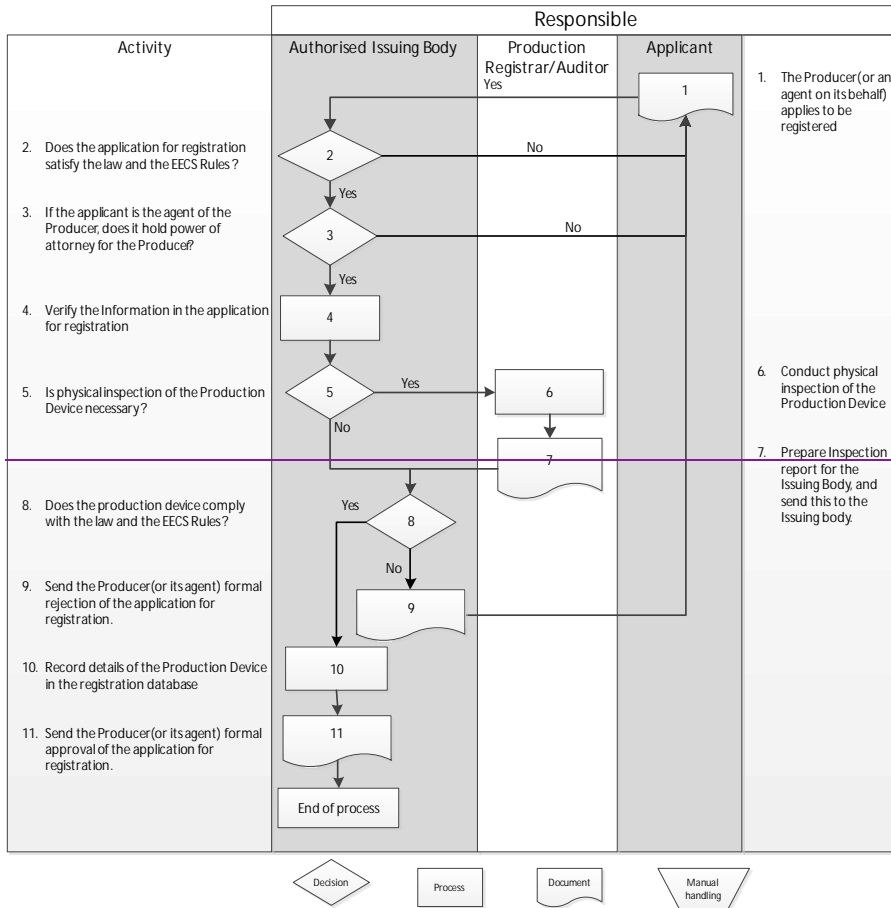 Responsible
Activity
Authorised Issuing Body
Production
Registrar/Auditor
Applicant
Yes
1
1. The Producer (or an
agent on its behalf)
applies to be
registered
2. Does the application for registration
satisfy the law and the EECS Rules?
2
No
Yes
3. If the applicant is the agent of the
Producer, does it hold power of
attorney for the Producer?
3
No
Yes
4. Verify the Information in the application
for registration
4
5. Is physical inspection of the Production
Device necessary?
5
Yes
6
6. Conduct physical
inspection of the
Production Device
No
7
7. Prepare Inspection
report for the
Issuing Body, and
send this to the
Issuing body.
8. Does the production device comply
with the law and the EECS Rules?
Yes
8
No
9. Send the Producer (or its agent) formal
rejection of the application for
registration.
9
10. Record details of the Production Device
in the registration database
10
11. Send the Producer (or its agent) formal
approval of the application for
registration.
11
End of process
Decision
Process
Document
Manual
handling